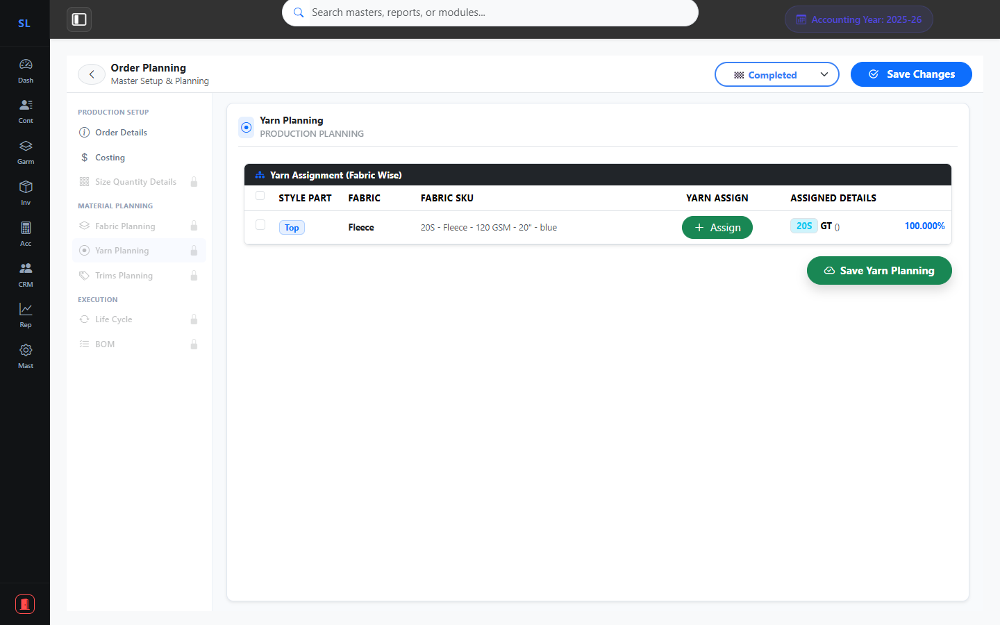 SL
Search masters, reports, or modules...
Accounting Year: 2025-26
Dash
Cont
Garm
Inv
Acc
CRM
Rep
Mast
Order Planning
Master Setup & Planning
Completed
Save Changes
PRODUCTION SETUP
Order Details
Costing
Size Quantity Details
MATERIAL PLANNING
Fabric Planning
Yarn Planning
Trims Planning
EXECUTION
Life Cycle
BOM
Yarn Planning
PRODUCTION PLANNING
Yarn Assignment (Fabric Wise)
STYLE PART FABRIC FABRIC SKU YARN ASSIGN ASSIGNED DETAILS
Top Fleece 20S - Fleece - 120 GSM - 20" - blue Assign 20S GT () 100.000%
Save Yarn Planning